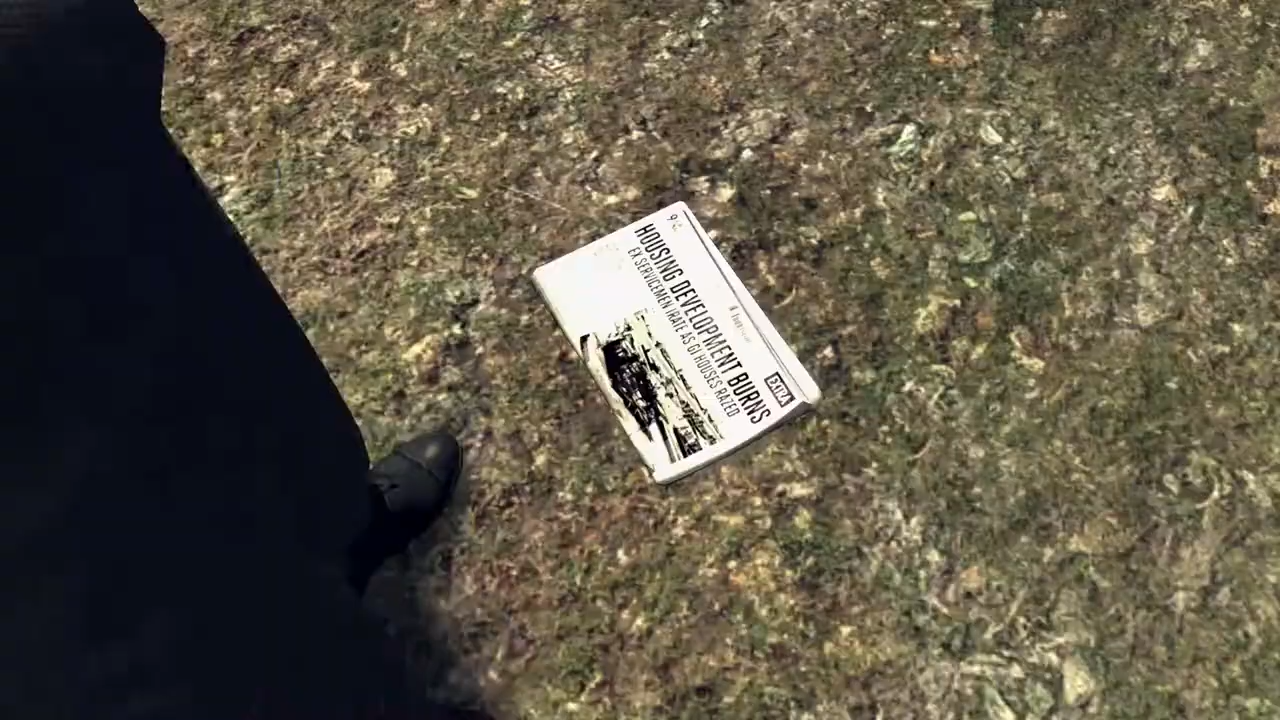 EXTRA
HOUSING DEVELOPMENT BURNS
EX SERVICEMEN IRATE AS GI HOUSES RAZED